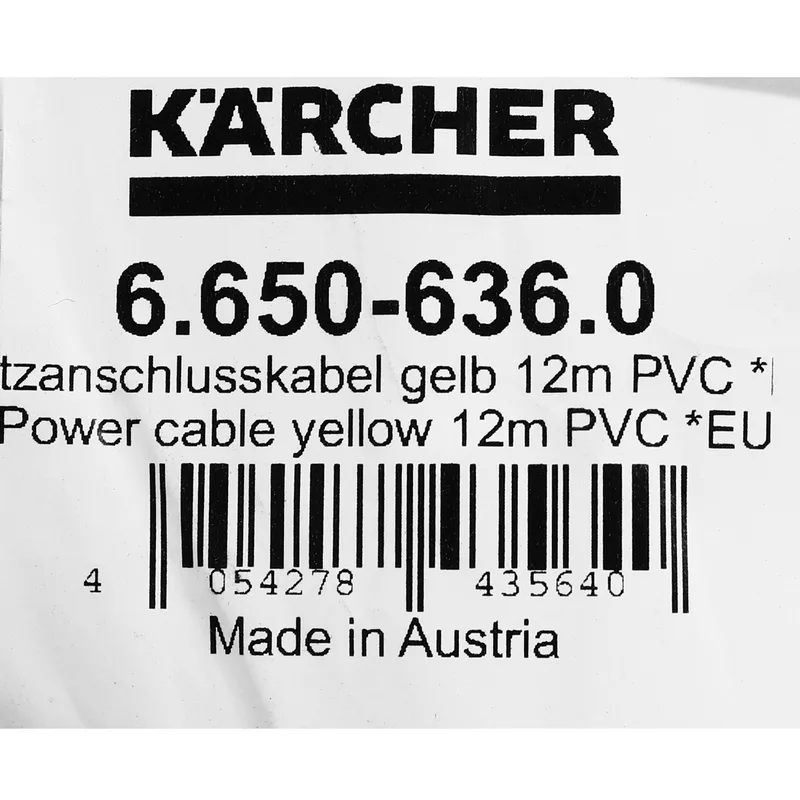 KÄRCHER
6.650-636.0
tzanschlusskabel gelb 12m PVC *
Power cable yellow 12m PVC *EU
4 054278 435640
Made in Austria